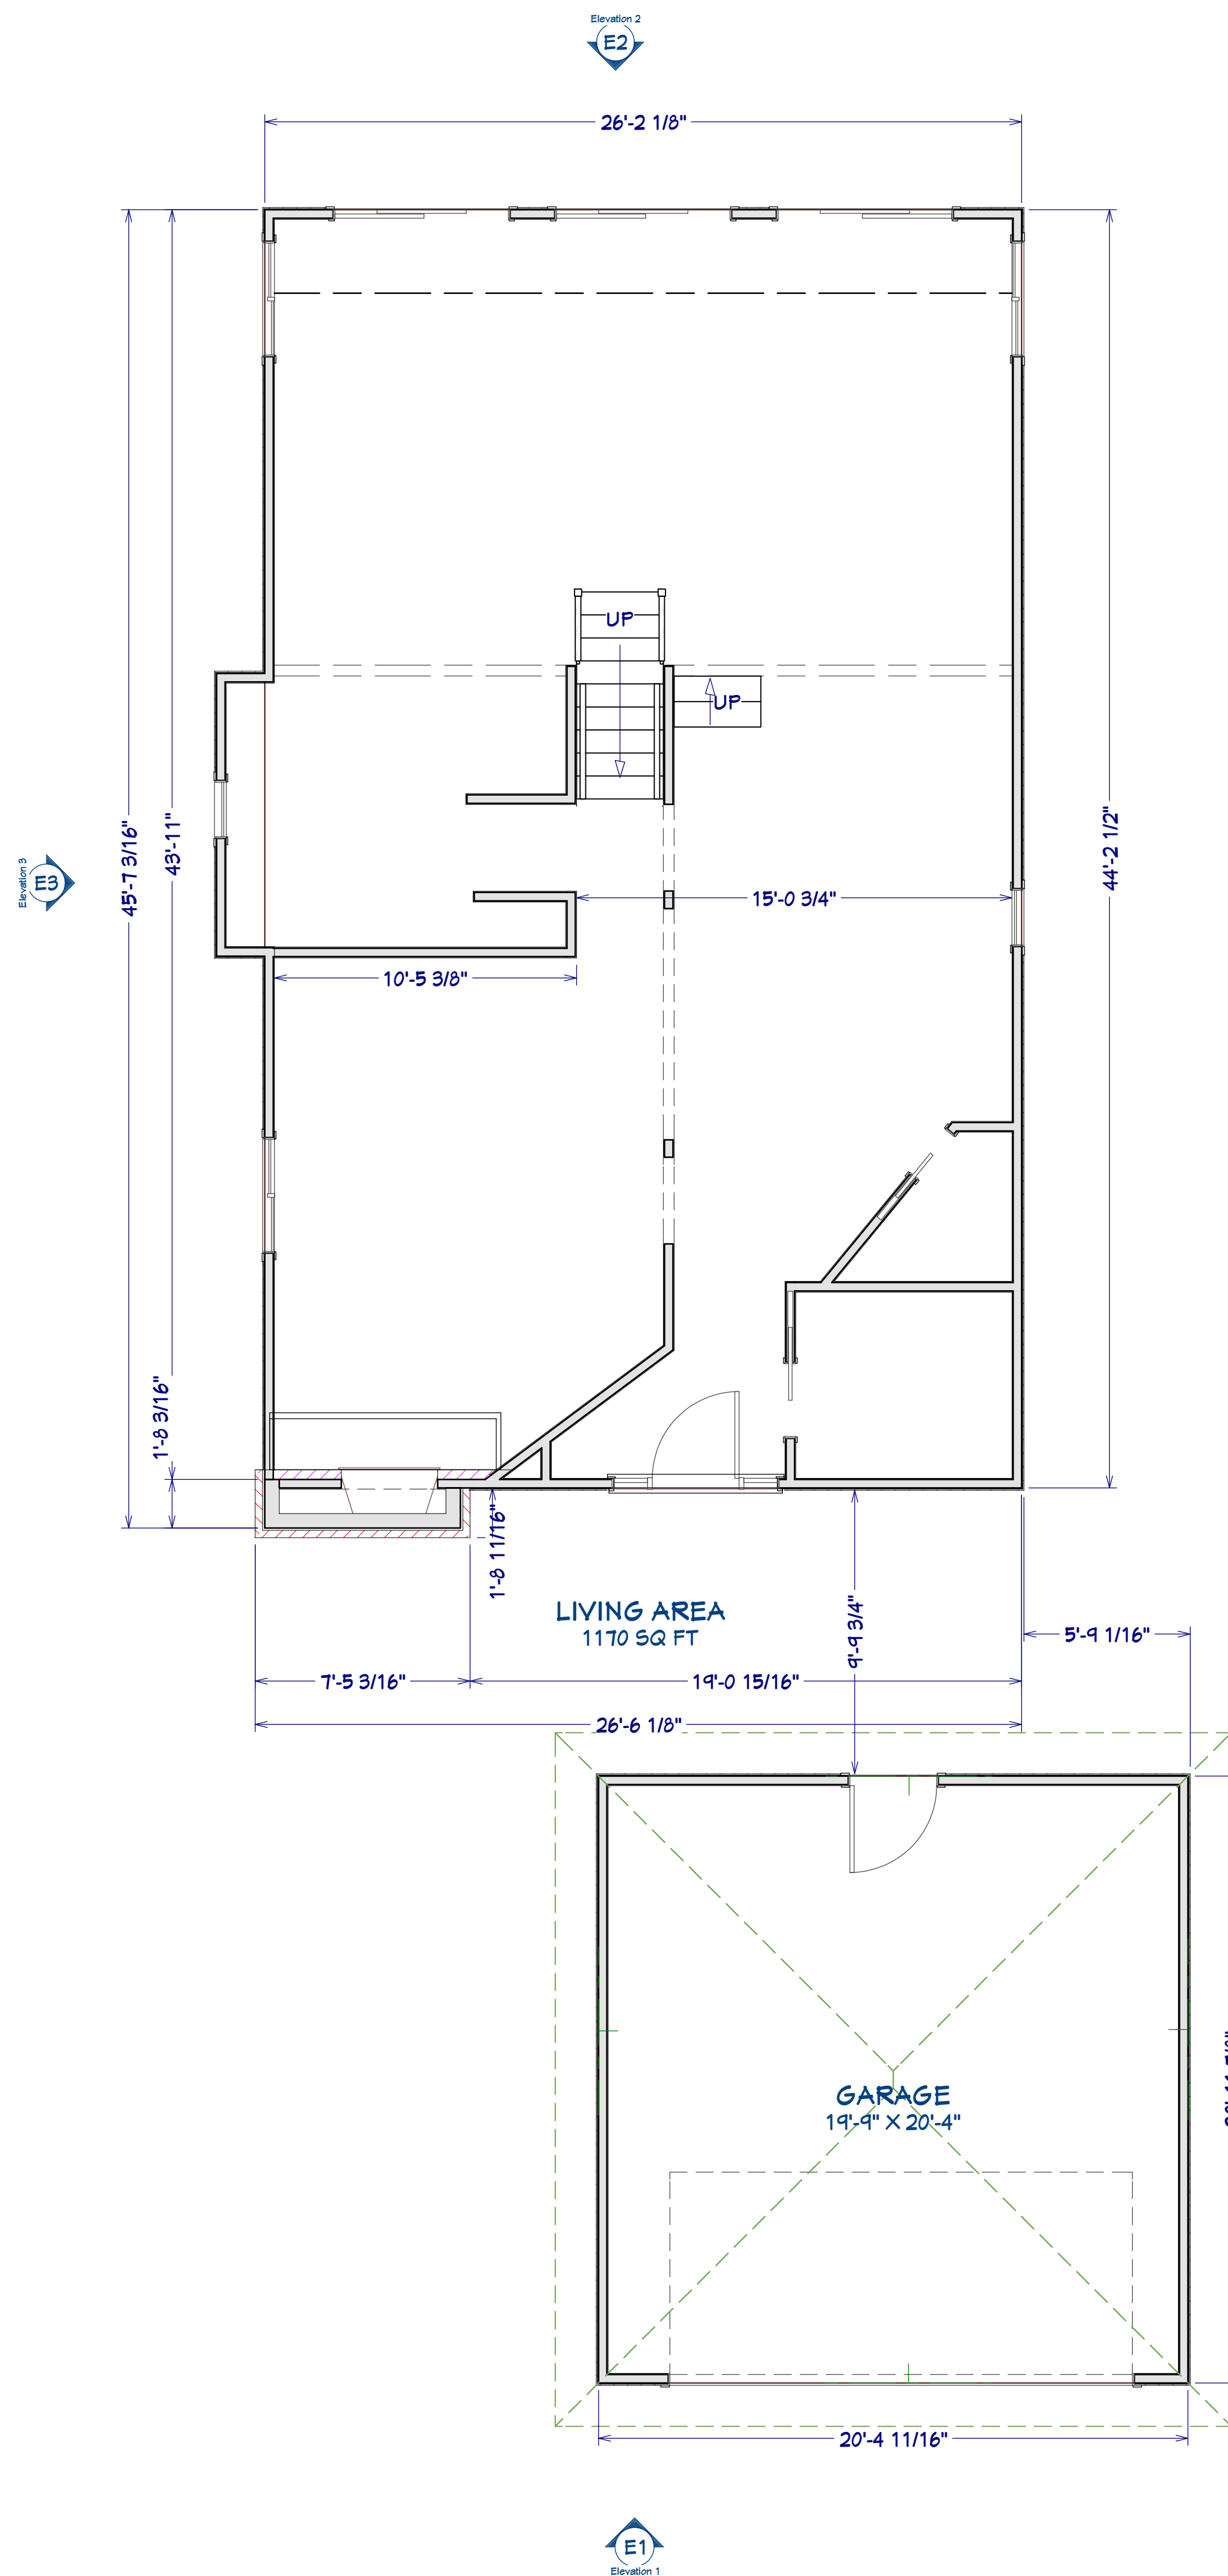 Elevation 2
E2
26'-2 1/8"
UP
UP
45'-7 3/16"
43'-11"
44'-2 1/2"
Elevation 3
E3
15'-0 3/4"
10'-5 3/8"
1'-8 3/16"
1'-8 11/16"
LIVING AREA
1170 SQ FT
9'-9 3/4"
5'-9 1/16"
7'-5 3/16"
19'-0 15/16"
26'-6 1/8"
GARAGE
19'-9" X 20'-4"
20'-4 11/16"
E1
Elevation 1